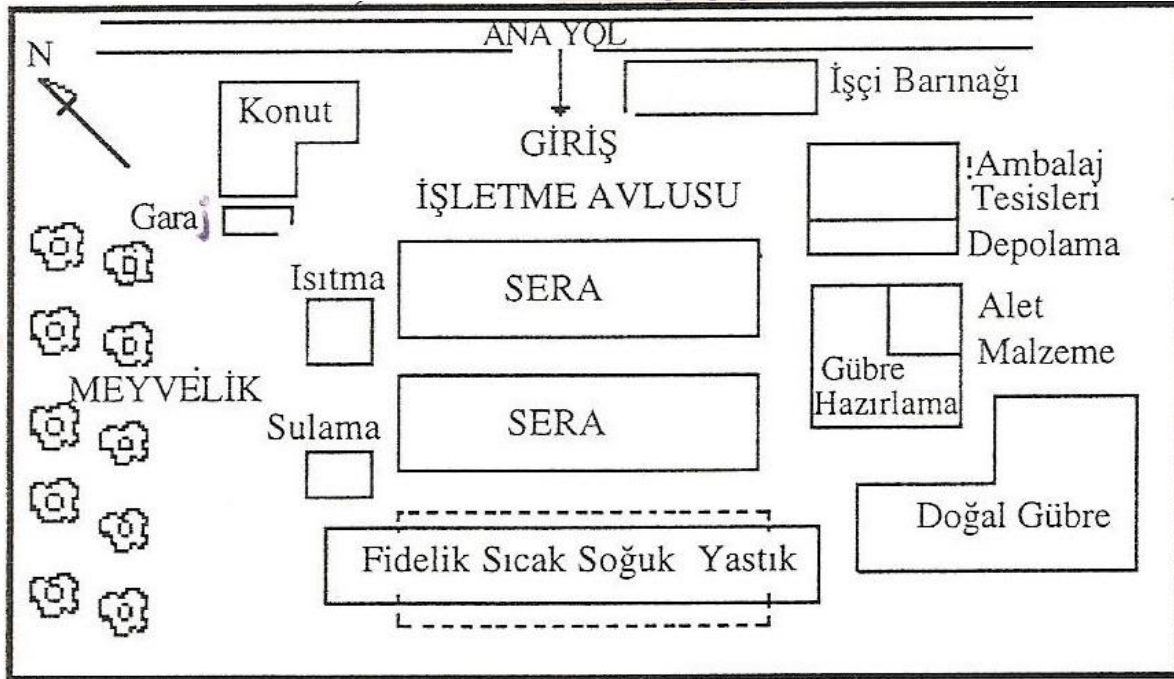 ANA YOL
N
İşçi Barınağı
Konut
GİRİŞ
Ambalaj
Tesisleri
İŞLETME AVLUSU
Garaj
Depolama
Isıtma
SERA
Alet
Malzeme
Gübre
Hazırlama
MEYVELİK
Sulama
SERA
Doğal Gübre
Fidelik Sıcak Soğuk Yastık